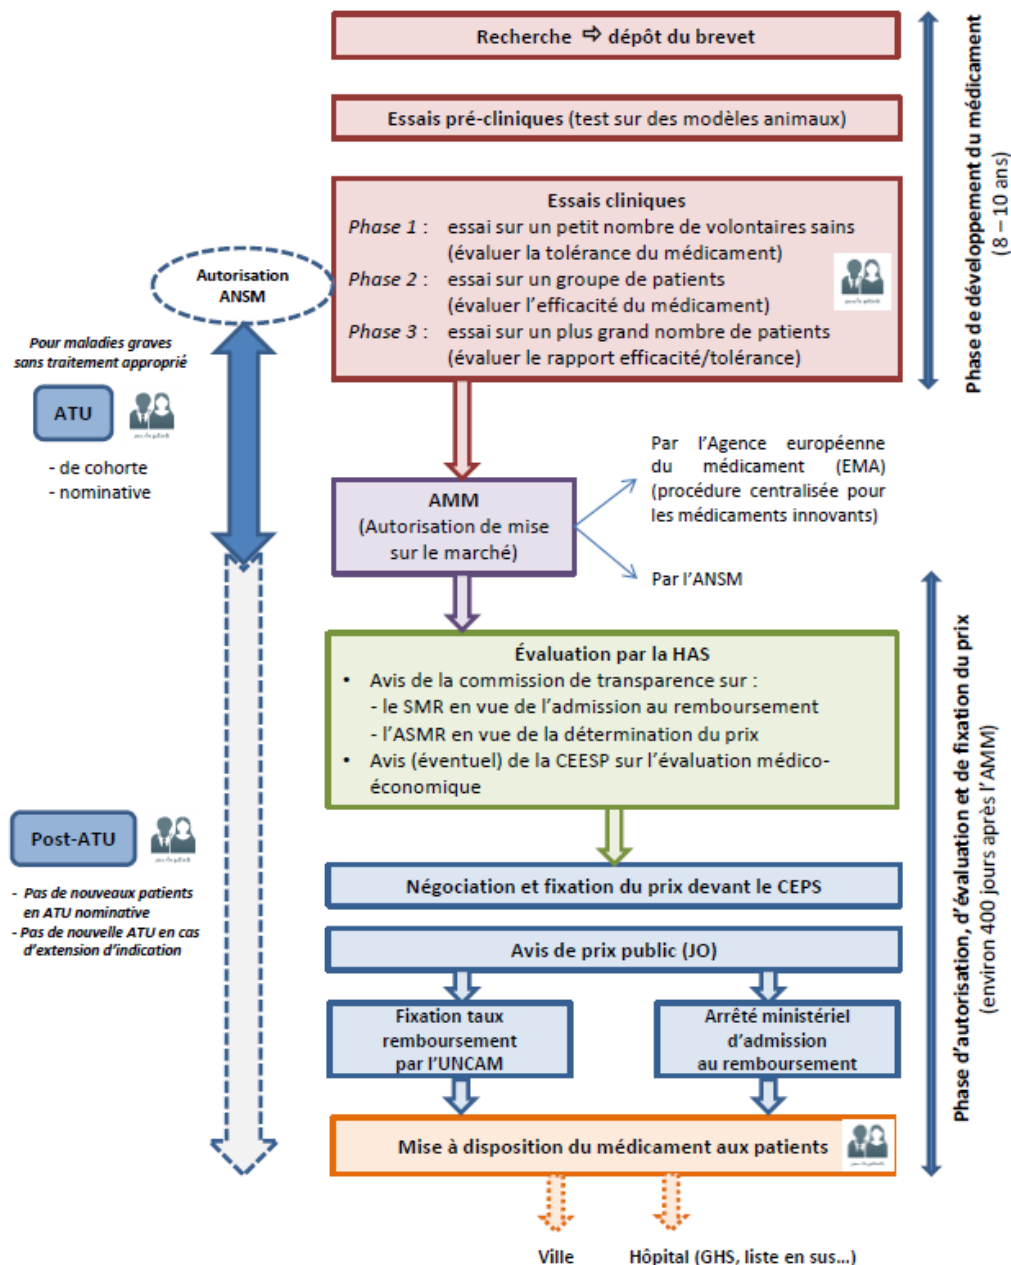 Recherche ⇨ dépôt du brevet
Essais pré-cliniques (test sur des modèles animaux)
Essais cliniques
Phase 1 : essai sur un petit nombre de volontaires sains
(évaluer la tolérance du médicament)
Phase 2 : essai sur un groupe de patients
(évaluer l'efficacité du médicament)
Phase 3 : essai sur un plus grand nombre de patients
(évaluer le rapport efficacité/tolérance)
Phase de développement du médicament
(8 – 10 ans)
Autorisation
ANSM
Pour maladies graves
sans traitement approprié
ATU
- de cohorte
- nominative
AMM
(Autorisation de mise
sur le marché)
Par l'Agence européenne
du médicament (EMA)
(procédure centralisée pour
les médicaments innovants)
Par l'ANSM
Évaluation par la HAS
• Avis de la commission de transparence sur :
- le SMR en vue de l'admission au remboursement
- l'ASMR en vue de la détermination du prix
• Avis (éventuel) de la CEESP sur l'évaluation médico-
économique
Post-ATU
- Pas de nouveaux patients
en ATU nominative
- Pas de nouvelle ATU en cas
d'extension d'indication
Négociation et fixation du prix devant le CEPS
Avis de prix public (JO)
Fixation taux
remboursement
par l'UNCAM
Arrêté ministériel
d'admission
au remboursement
Phase d'autorisation, d'évaluation et de fixation du prix
(environ 400 jours après l'AMM)
Mise à disposition du médicament aux patients
Ville
Hôpital (GHS, liste en sus...)